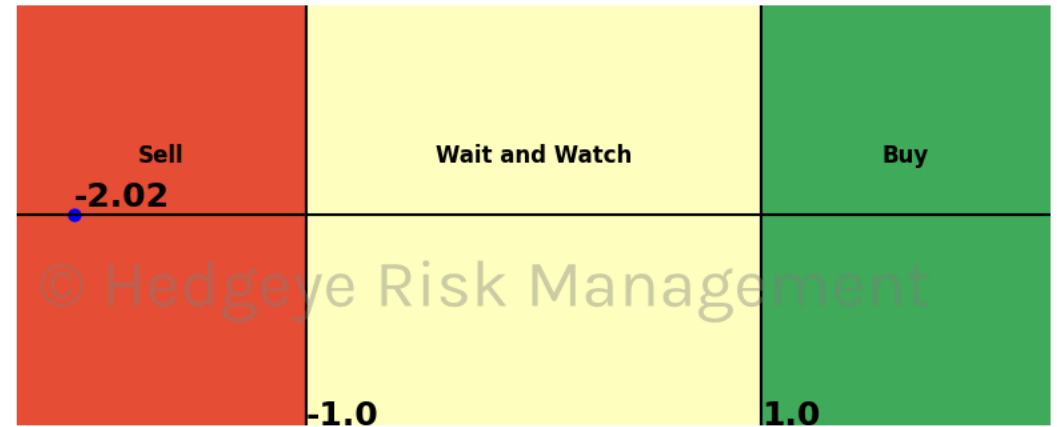 Sell
Wait and Watch
Buy
-2.02
© Hedgeye Risk Management
-1.0
1.0